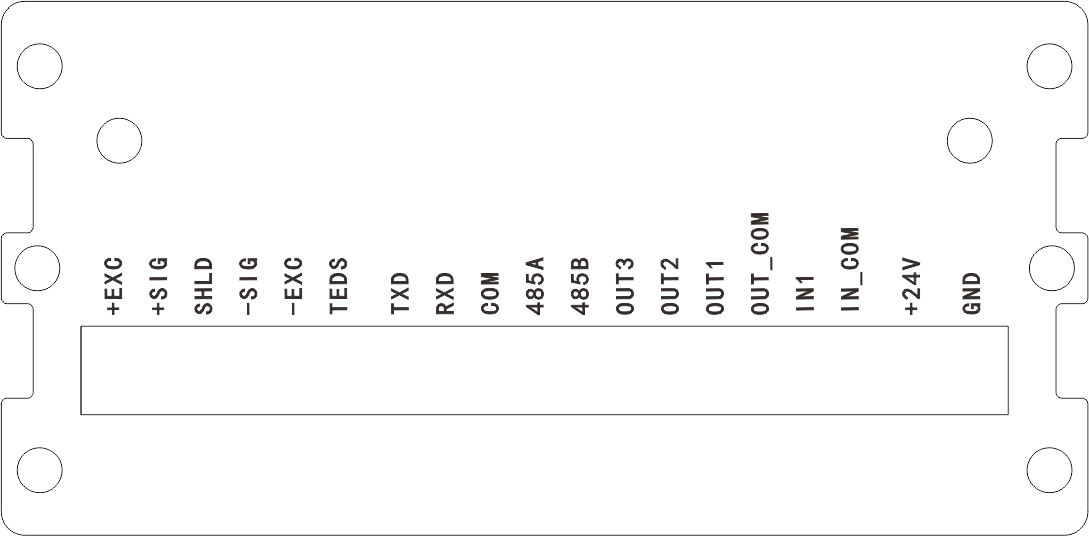 +EXC
+SIG
SHLD
-SIG
-EXC
TEDS
TXD
RXD
COM
485A
485B
OUT3
OUT2
OUT1
OUT_COM
IN1
IN_COM
+24V
GND